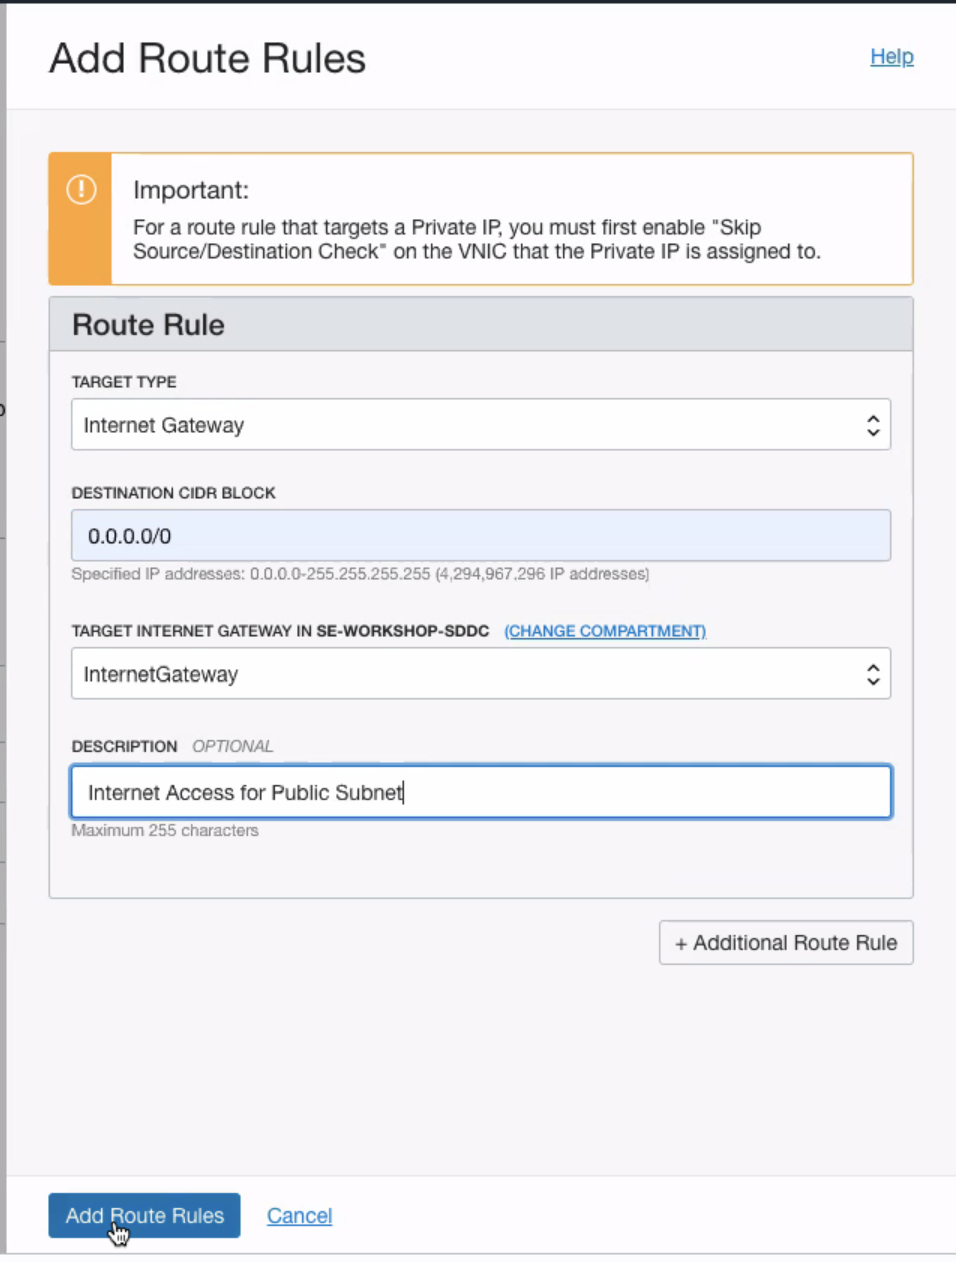 Add Route Rules
Help
Important:
For a route rule that targets a Private IP, you must first enable "Skip
Source/Destination Check" on the VNIC that the Private IP is assigned to.
Route Rule
TARGET TYPE
Internet Gateway
DESTINATION CIDR BLOCK
0.0.0.0/0
Specified IP addresses: 0.0.0.0-255.255.255.255 (4,294,967,296 IP addresses)
TARGET INTERNET GATEWAY IN SE-WORKSHOP-SDDC (CHANGE COMPARTMENT)
InternetGateway
DESCRIPTION OPTIONAL
Internet Access for Public Subnet
Maximum 255 characters
+ Additional Route Rule
Add Route Rules
Cancel